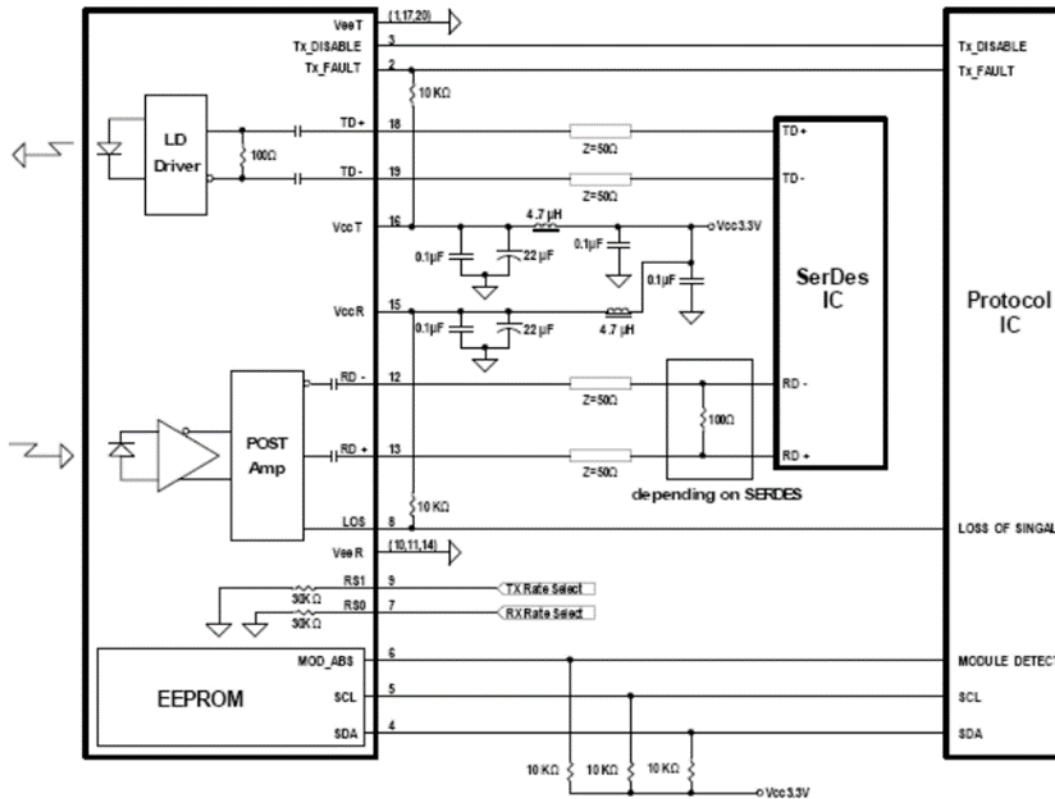 VeeT (1,17,20)
Tx_DISABLE 3 Tx_DISABLE
Tx_FAULT 2 Tx_FAULT
10 KΩ
LD
Driver
100Ω
TD+ 18 Z=50Ω TD+
TD- 19 Z=50Ω TD-
VccT 16 4.7 µH Vcc3.3V
0.1µF 22 µF 0.1µF 0.1µF
SerDes
IC
Protocol
IC
VccR 15
0.1µF 22 µF 4.7 µH
RD - 12 Z=50Ω RD -
100Ω
POST
Amp
RD + 13 Z=50Ω RD +
depending on SERDES
10 KΩ
LOS 8 LOSS OF SINGAL
VeeR (10,11,14)
RS1 9 TX Rate Select
30KΩ
RS0 7 RX Rate Select
30KΩ
MOD_ABS 6 MODULE DETECT
EEPROM
SCL 5 SCL
SDA 4 SDA
10 KΩ 10 KΩ 10 KΩ
Vcc3.3V